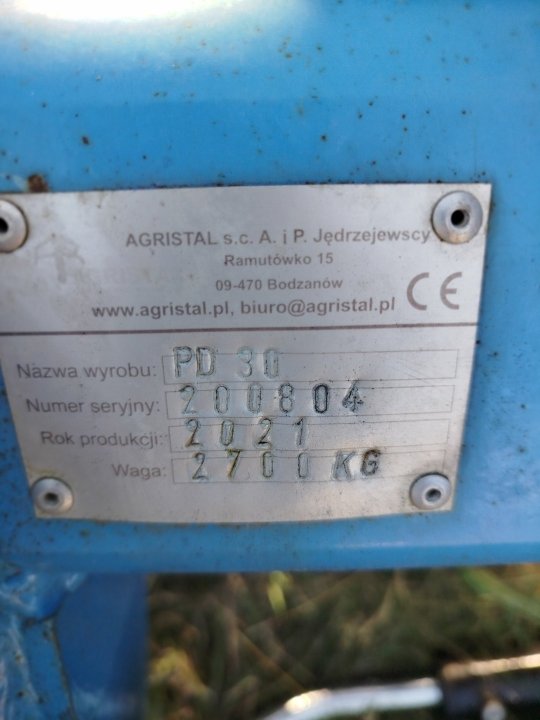 AGRISTAL s.c. A. i P. Jędrzejewscy
Ramutówko 15
09-470 Bodzanów
www.agristal.pl, biuro@agristal.pl
CE
Nazwa wyrobu: PD 30
Numer seryjny: 200804
Rok produkcji: 2021
Waga: 2700 KG